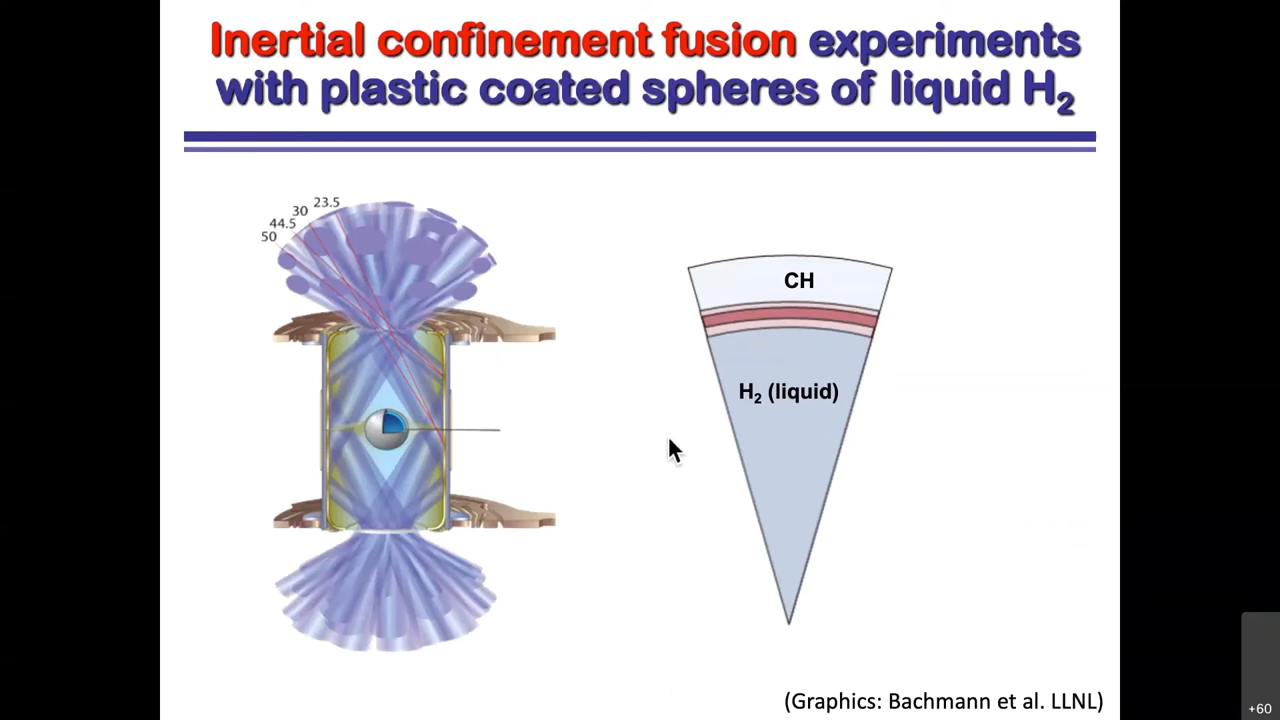 Inertial confinement fusion experiments
with plastic coated spheres of liquid H₂
23.5
30
44.5
50
CH
H₂ (liquid)
(Graphics: Bachmann et al. LLNL)
+60